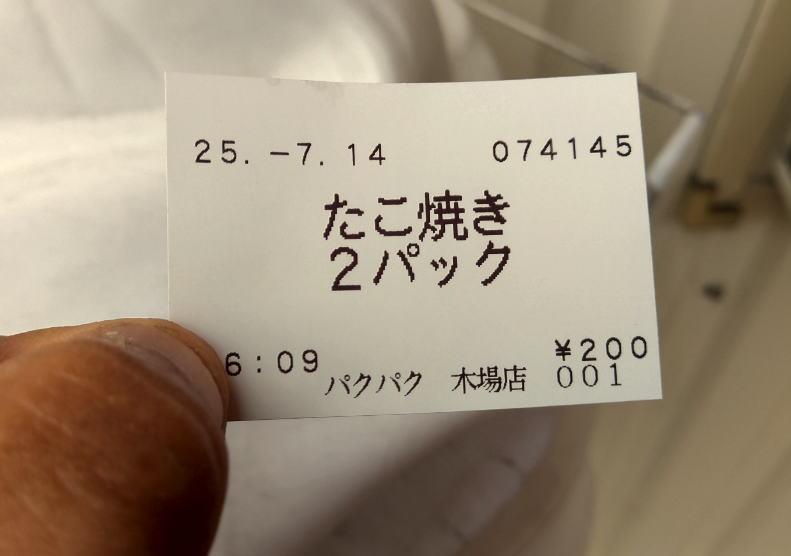 25.-7.14 074145
たこ焼き
2パック
6:09 ¥200
パクパク 木場店 001